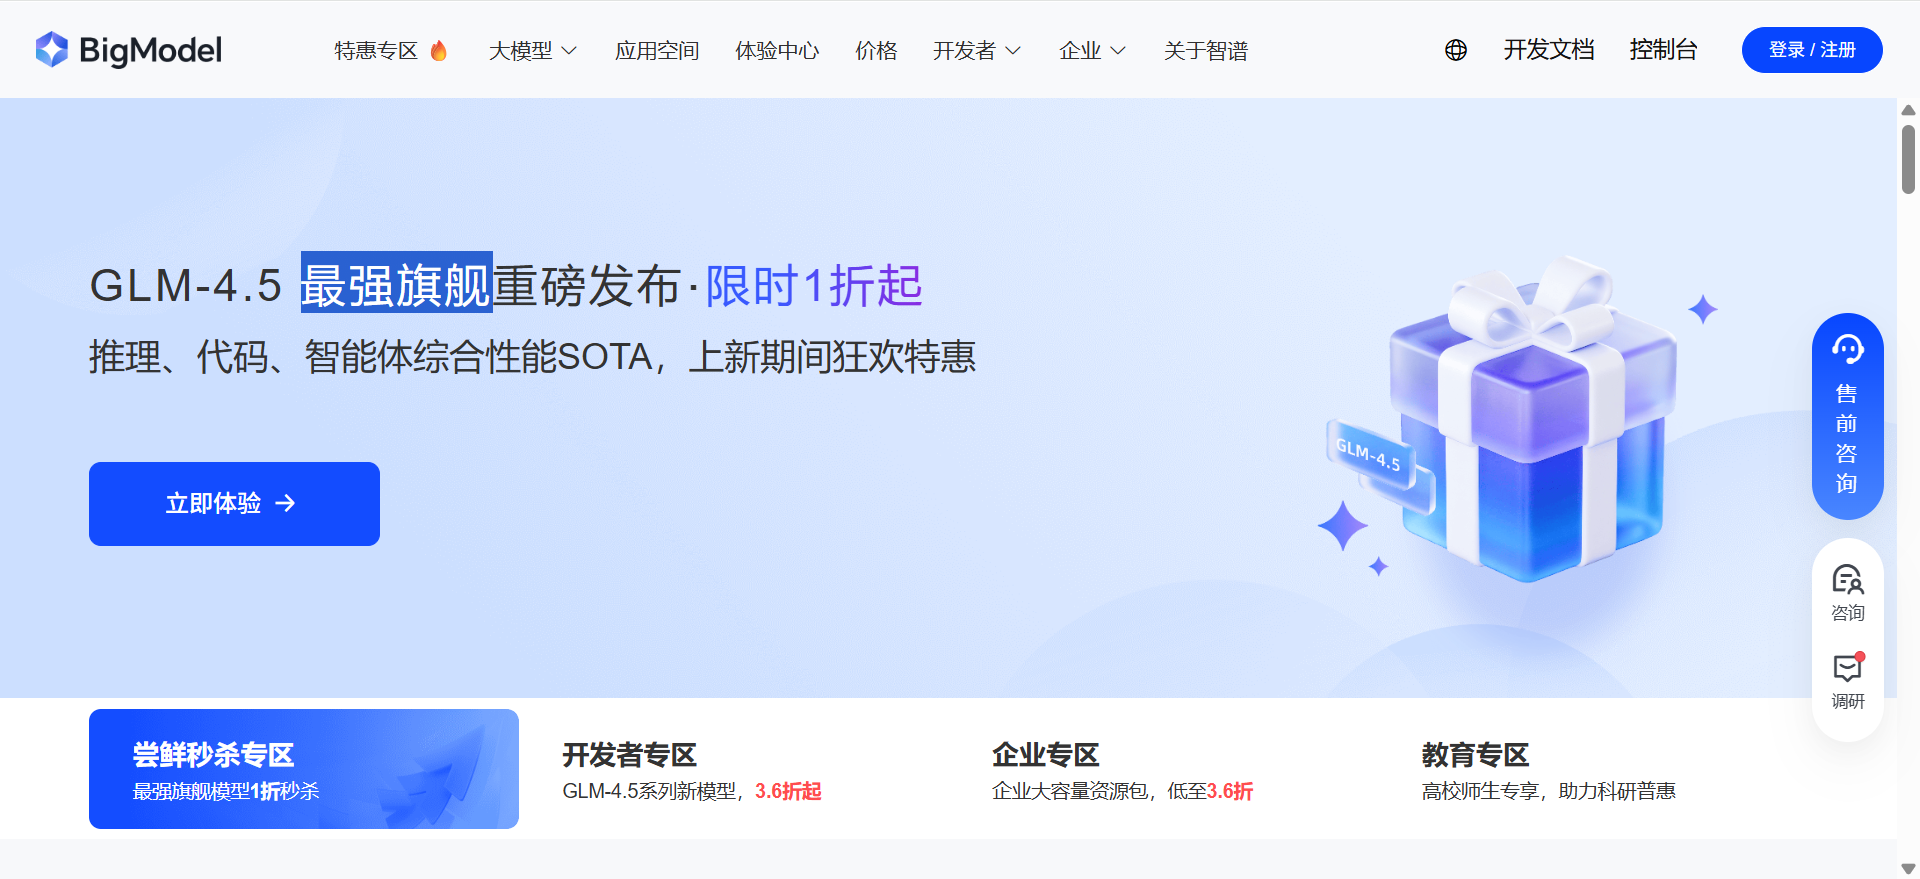 BigModel
特惠专区
大模型
应用空间
体验中心
价格
开发者
企业
关于智谱
开发文档
控制台
登录 / 注册
GLM-4.5 最强旗舰重磅发布·限时1折起
推理、代码、智能体综合性能SOTA，上新期间狂欢特惠
立即体验
GLM-4.5
售前咨询
咨询
调研
尝鲜秒杀专区
最强旗舰模型1折秒杀
开发者专区
GLM-4.5系列新模型，3.6折起
企业专区
企业大容量资源包，低至3.6折
教育专区
高校师生专享，助力科研普惠